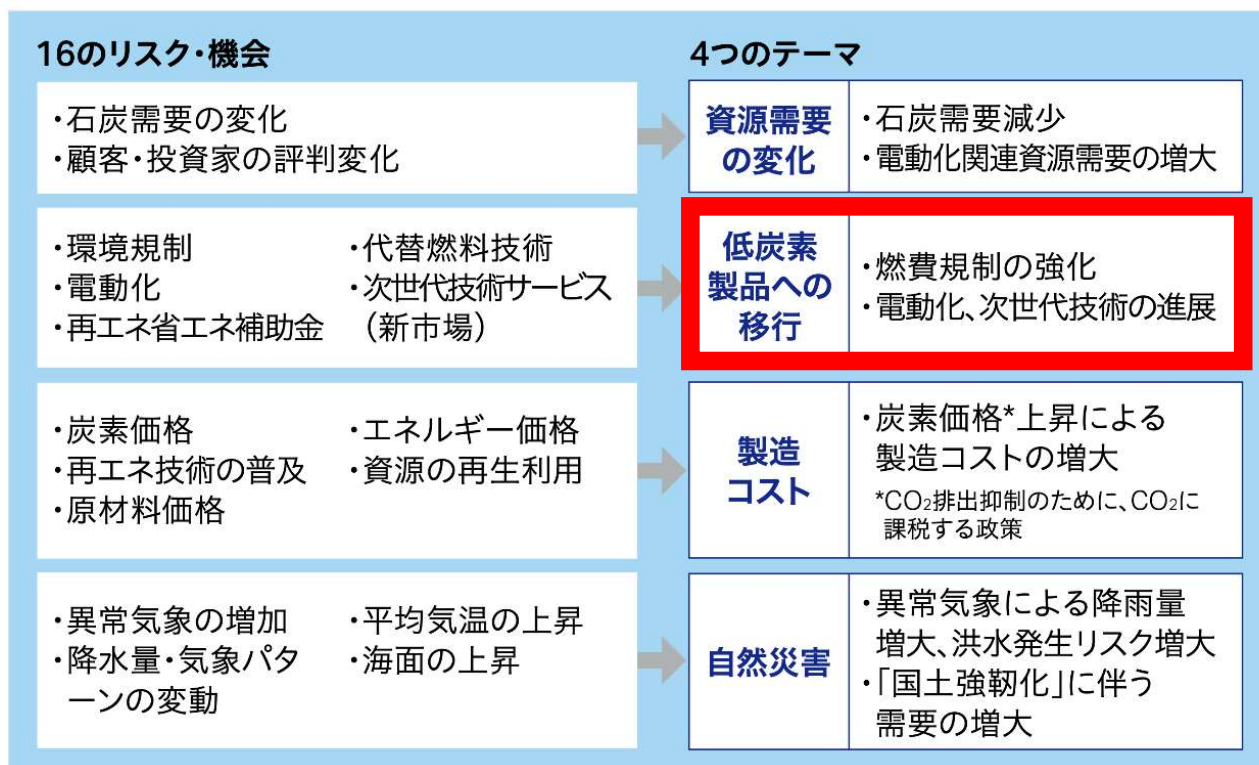 16のリスク・機会
4つのテーマ
・石炭需要の変化
・顧客・投資家の評判変化
資源需要
の変化
・石炭需要減少
・電動化関連資源需要の増大
・環境規制
・電動化
・再エネ省エネ補助金
・代替燃料技術
・次世代技術サービス
（新市場）
低炭素
製品への
移行
・燃費規制の強化
・電動化、次世代技術の進展
・炭素価格
・再エネ技術の普及
・原材料価格
・エネルギー価格
・資源の再生利用
製造
コスト
・炭素価格*上昇による
製造コストの増大
*CO₂排出抑制のために、CO₂に
課税する政策
・異常気象の増加
・降水量・気象パタ
ーンの変動
・平均気温の上昇
・海面の上昇
自然災害
・異常気象による降雨量
増大、洪水発生リスク増大
・「国土強靭化」に伴う
需要の増大